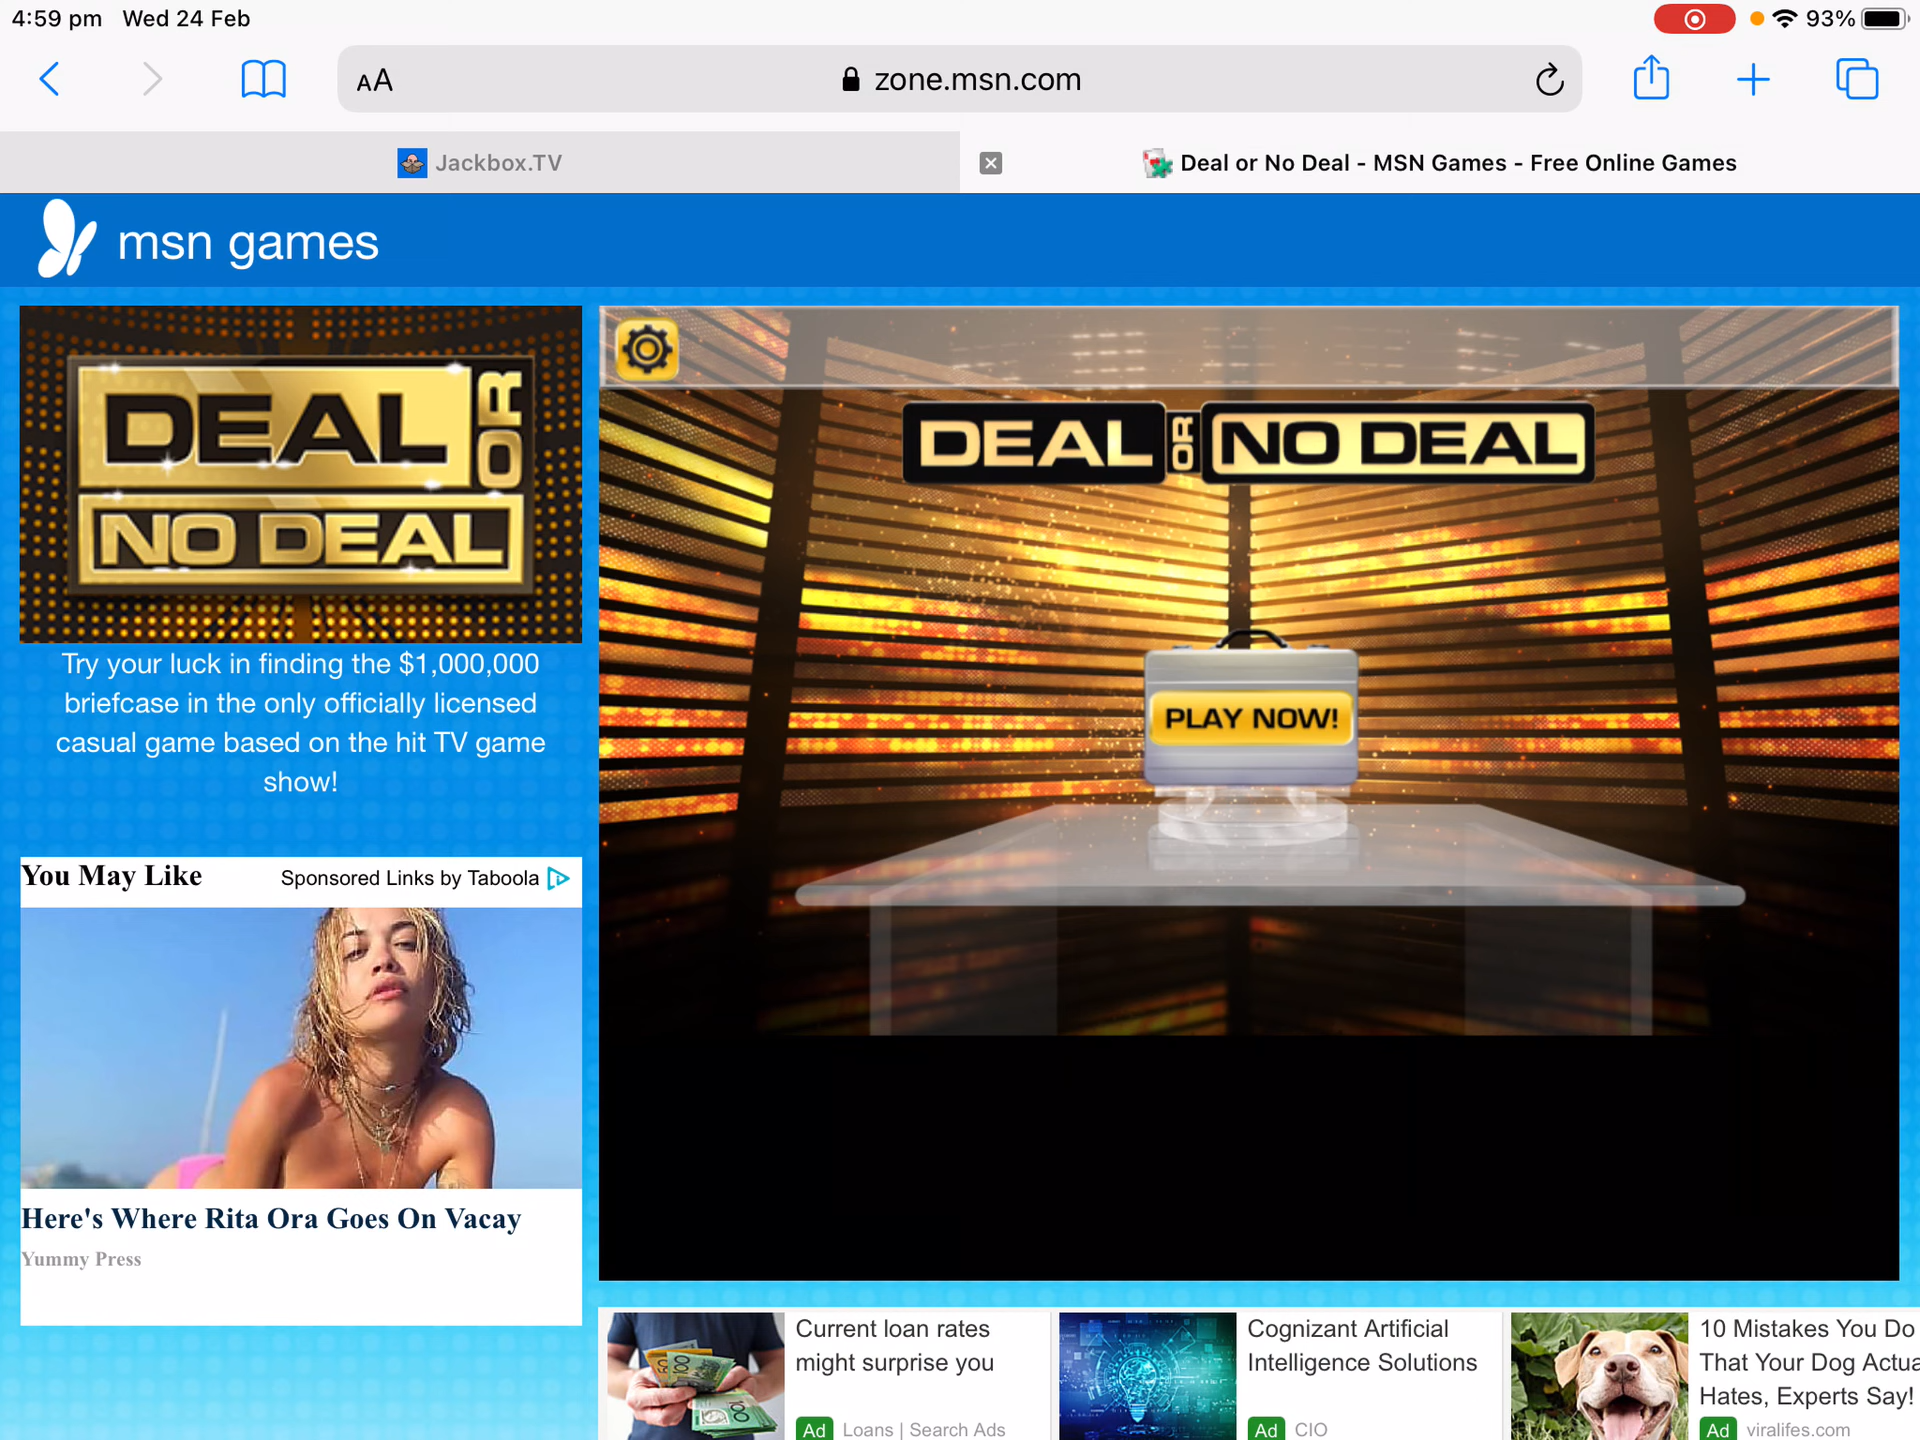 4:59 pm Wed 24 Feb
93%
AA
zone.msn.com
Jackbox.TV
Deal or No Deal - MSN Games - Free Online Games
msn games
DEAL OR
NO DEAL
Try your luck in finding the $1,000,000
briefcase in the only officially licensed
casual game based on the hit TV game
show!
You May Like
Sponsored Links by Taboola
Here's Where Rita Ora Goes On Vacay
Yummy Press
DEAL OR NO DEAL
PLAY NOW!
Current loan rates
might surprise you
Ad Loans | Search Ads
Cognizant Artificial
Intelligence Solutions
Ad CIO
10 Mistakes You Do
That Your Dog Actua
Hates, Experts Say!
Ad viralifes.com
50
100
100